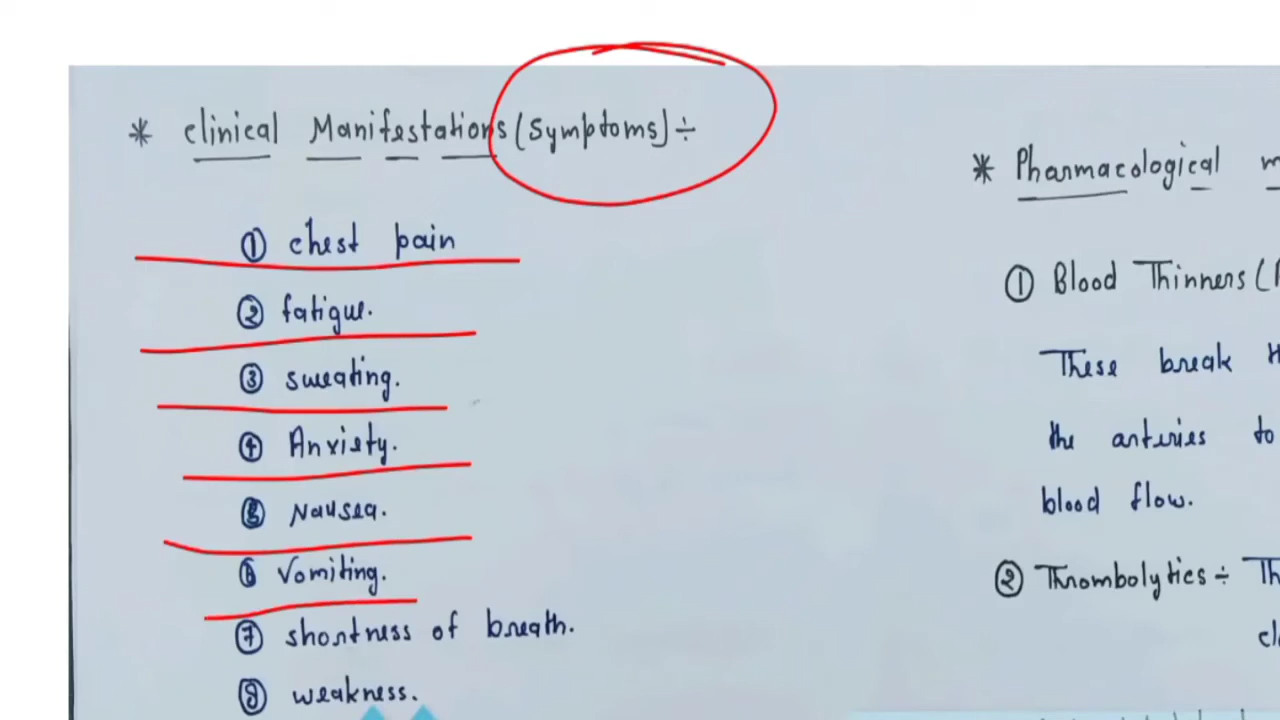 * Clinical Manifestations (Symptoms) ÷
① chest pain
② fatigue.
③ sweating.
④ Anxiety.
⑤ Nausea.
⑥ Vomiting.
⑦ shortness of breath.
⑧ weakness.
* Pharmacological
① Blood Thinners (
These break
the arteries to
blood flow.
② Thrombolytics ÷